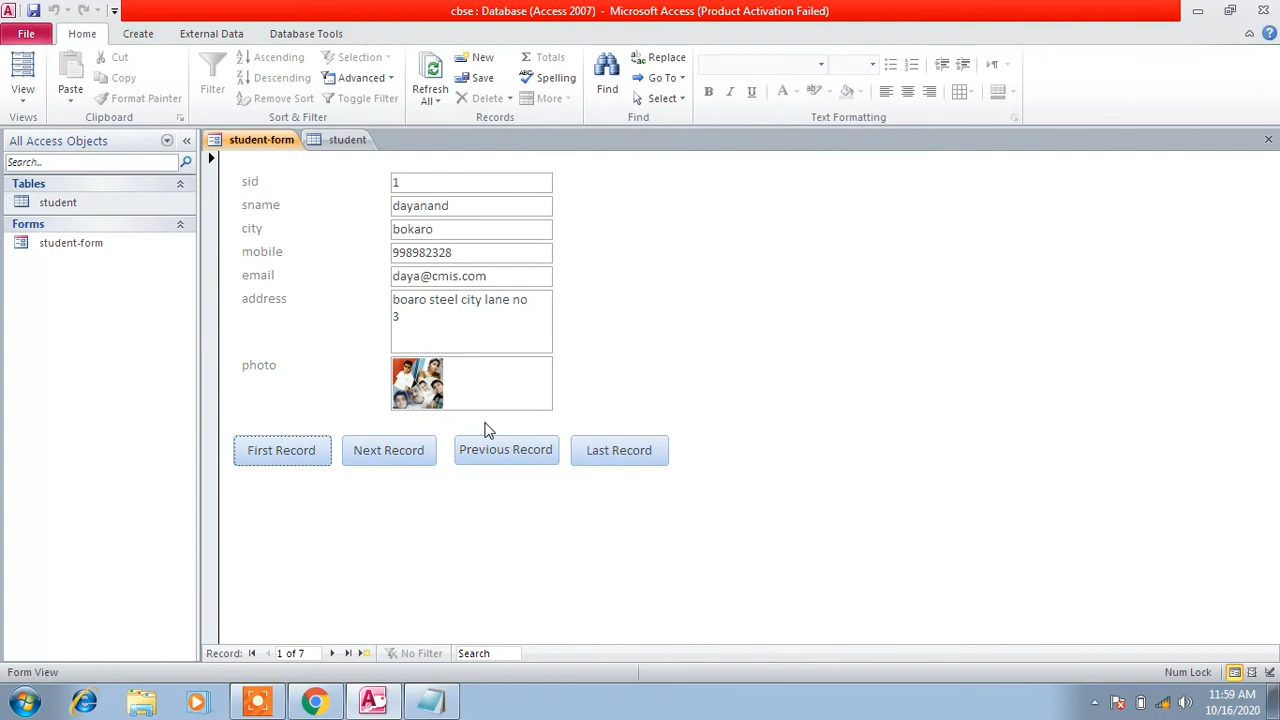 cbse : Database (Access 2007) - Microsoft Access (Product Activation Failed)
File Home Create External Data Database Tools
View
Views
Paste
Cut
Copy
Format Painter
Clipboard
Filter
Ascending
Descending
Remove Sort
Selection
Advanced
Toggle Filter
Sort & Filter
Refresh
All
New
Save
Delete
Totals
Spelling
More
Records
Find
Replace
Go To
Select
Find
B I U A ab
Text Formatting
All Access Objects
Search...
Tables
student
Forms
student-form
student-form student
sid 1
sname dayanand
city bokaro
mobile 998982328
email daya@cmis.com
address boaro steel city lane no
3
photo
First Record Next Record Previous Record Last Record
Record: 1 of 7 No Filter Search
Form View Num Lock
11:59 AM
10/16/2020